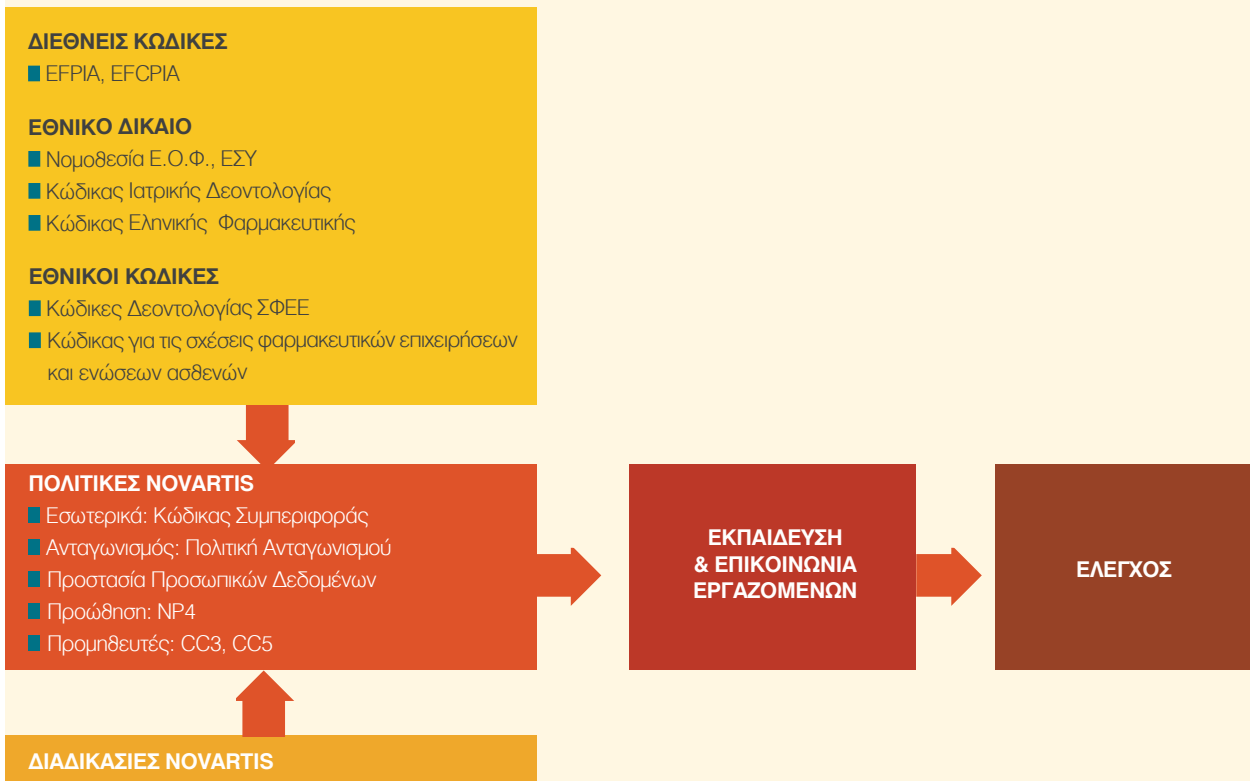 ΔΙΕΘΝΕΙΣ ΚΩΔΙΚΕΣ
EFPIA, EFCPIA
ΕΘΝΙΚΟ ΔΙΚΑΙΟ
Νομοθεσία Ε.Ο.Φ., ΕΣΥ
Κώδικας Ιατρικής Δεοντολογίας
Κώδικας Εληνικής Φαρμακευτικής
ΕΘΝΙΚΟΙ ΚΩΔΙΚΕΣ
Κώδικες Δεοντολογίας ΣΦΕΕ
Κώδικας για τις σχέσεις φαρμακευτικών επιχειρήσεων
και ενώσεων ασθενών
ΠΟΛΙΤΙΚΕΣ NOVARTIS
Εσωτερικά: Κώδικας Συμπεριφοράς
Ανταγωνισμός: Πολιτική Ανταγωνισμού
Προστασία Προσωπικών Δεδομένων
Προώθηση: NP4
Προμηθευτές: CC3, CC5
ΕΚΠΑΙΔΕΥΣΗ
& ΕΠΙΚΟΙΝΩΝΙΑ
ΕΡΓΑΖΟΜΕΝΩΝ
ΕΛΕΓΧΟΣ
ΔΙΑΔΙΚΑΣΙΕΣ NOVARTIS